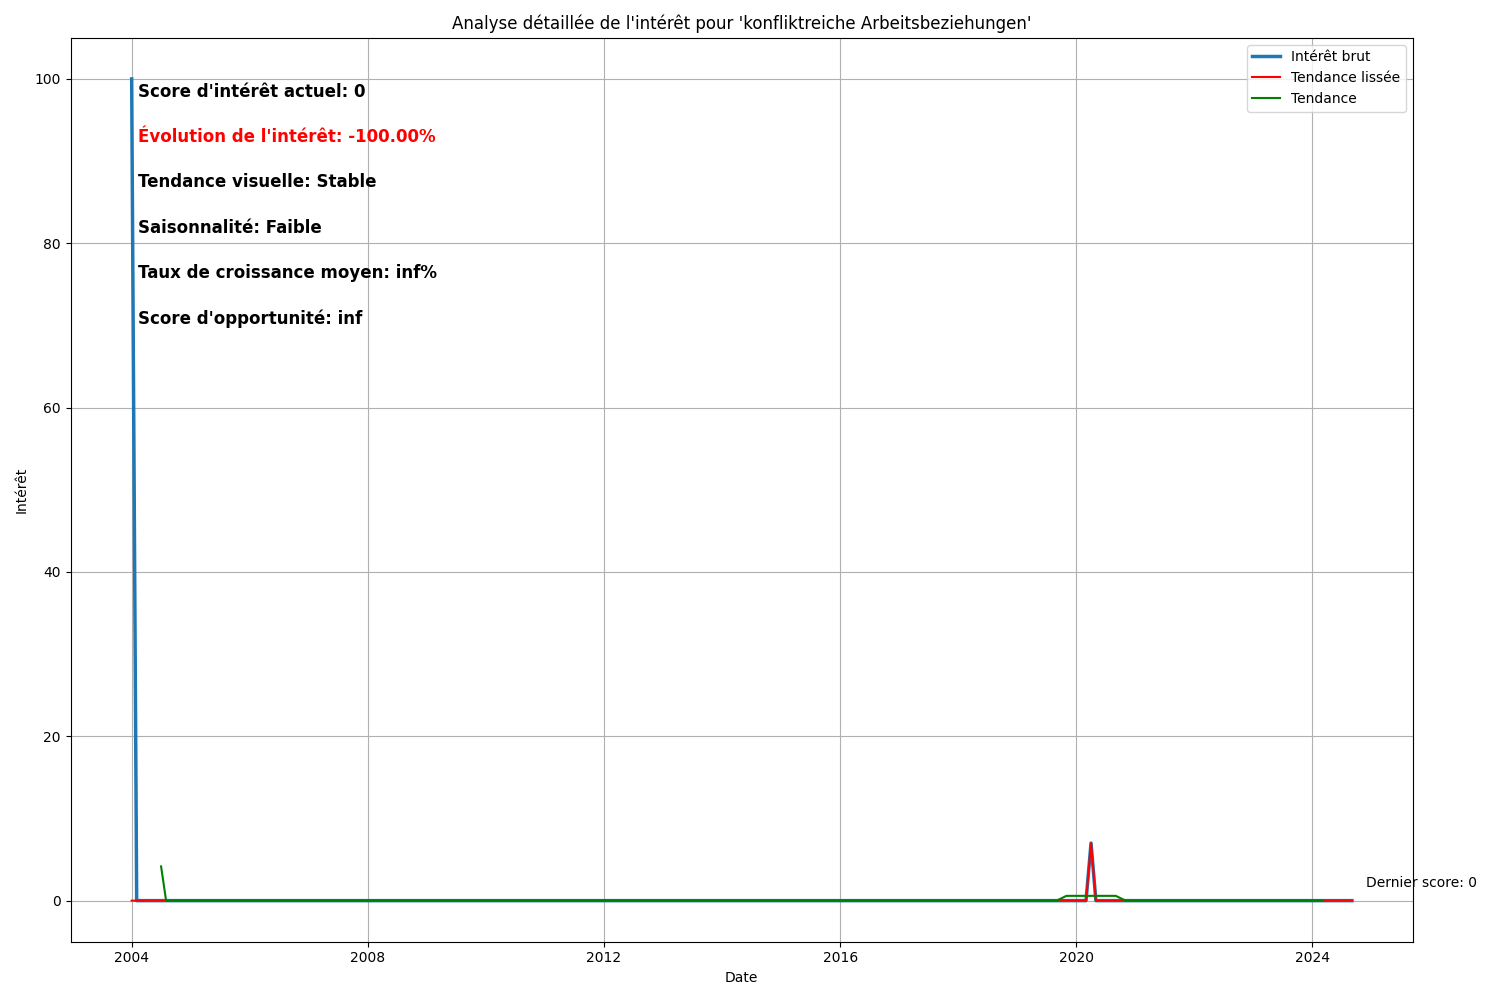 Analyse détaillée de l'intérêt pour 'konfliktreiche Arbeitsbeziehungen'
Intérêt brut
Tendance lissée
Tendance
Score d'intérêt actuel: 0
Évolution de l'intérêt: -100.00%
Tendance visuelle: Stable
Saisonnalité: Faible
Taux de croissance moyen: inf%
Score d'opportunité: inf
100
80
60
40
20
0
Intérêt
Dernier score: 0
2004
2008
2012
2016
2020
2024
Date